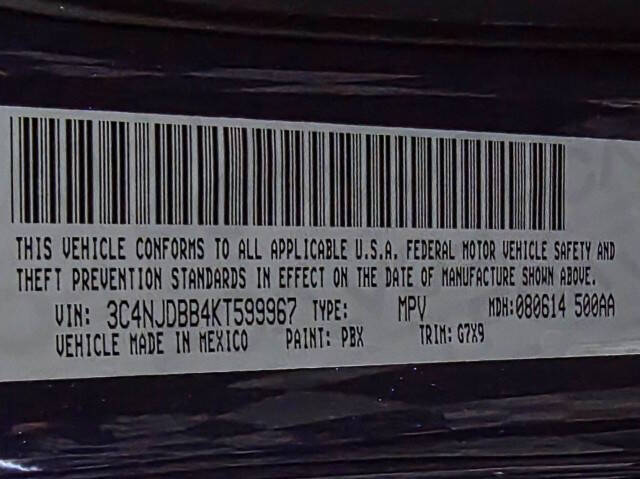 THIS VEHICLE CONFORMS TO ALL APPLICABLE U.S.A. FEDERAL MOTOR VEHICLE SAFETY AND
THEFT PREVENTION STANDARDS IN EFFECT ON THE DATE OF MANUFACTURE SHOWN ABOVE.
VIN: 3C4NJDBB4KT599967 TYPE: MPV MDH:080614 500AA
VEHICLE MADE IN MEXICO PAINT: PBX TRIM: G7X9